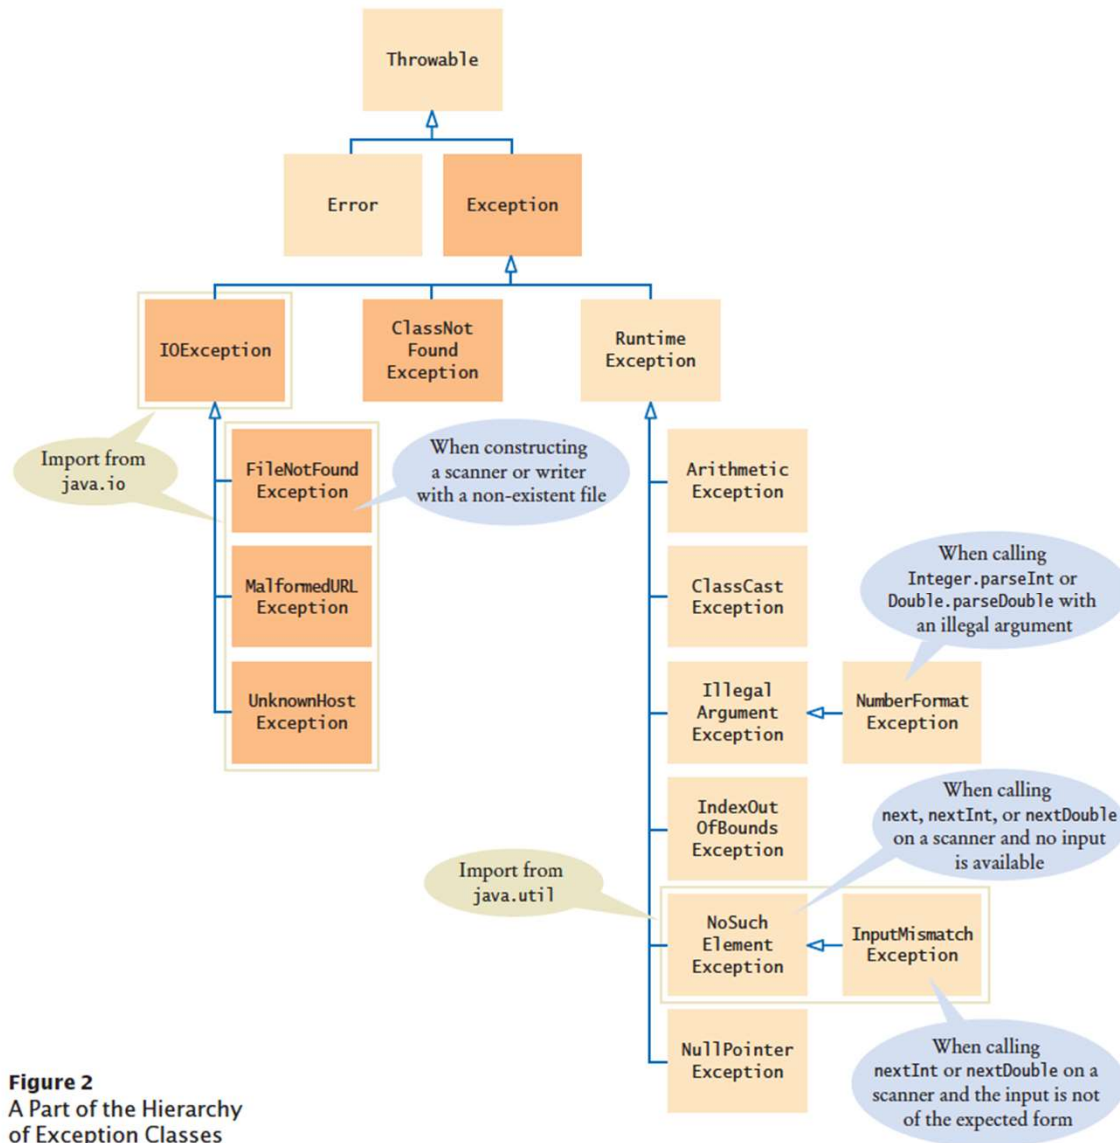 Throwable
Error
Exception
IOException
ClassNot
Found
Exception
Runtime
Exception
Import from
java.io
FileNotFound
Exception
When constructing
a scanner or writer
with a non-existent file
MalformedURL
Exception
UnknownHost
Exception
Arithmetic
Exception
ClassCast
Exception
When calling
Integer.parseInt or
Double.parseDouble with
an illegal argument
Illegal
Argument
Exception
NumberFormat
Exception
IndexOut
OfBounds
Exception
When calling
next, nextInt, or nextDouble
on a scanner and no input
is available
Import from
java.util
NoSuch
Element
Exception
InputMismatch
Exception
NullPointer
Exception
When calling
nextInt or nextDouble on a
scanner and the input is not
of the expected form
Figure 2
A Part of the Hierarchy
of Exception Classes